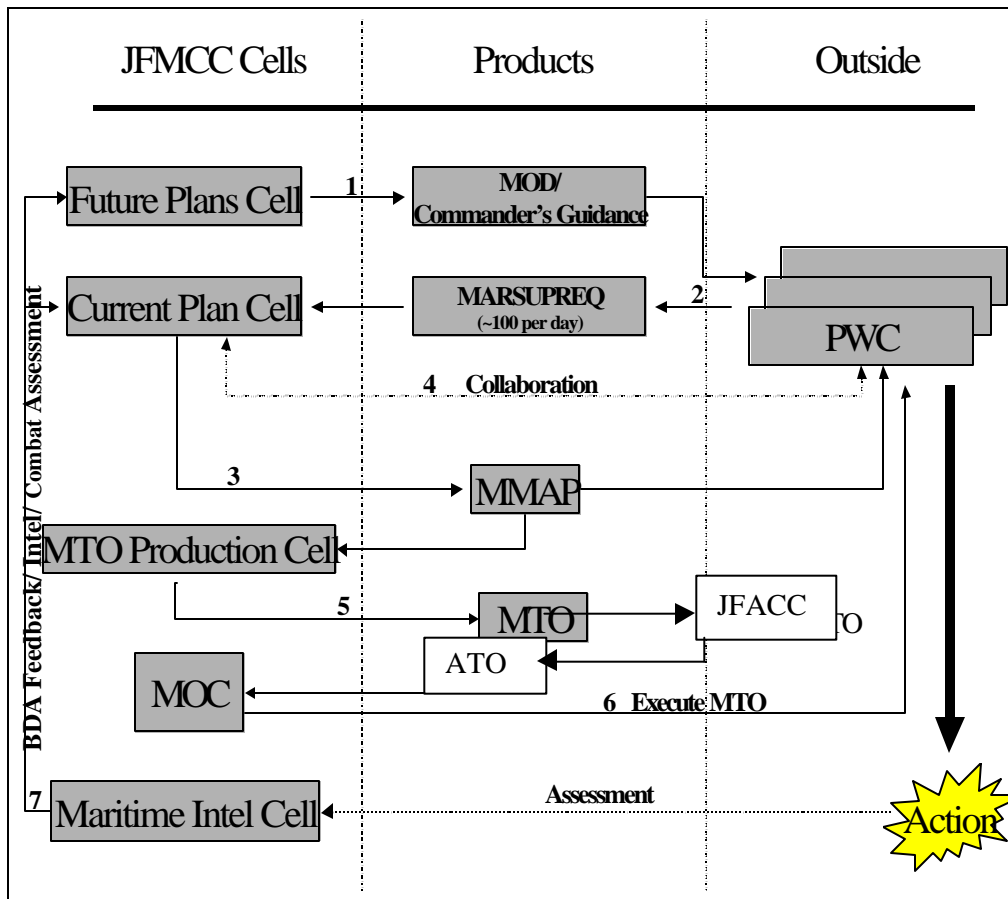 JFMCC Cells
Products
Outside
Future Plans Cell
1
MOD/
Commander's Guidance
Current Plan Cell
MARSUPREQ
(~100 per day)
2
PWC
4 Collaboration
3
MMAP
MTO Production Cell
5
MTO
JFACC
TO
ATO
MOC
6 Execute MTO
BDA Feedback/ Intel/ Combat Assessment
7
Maritime Intel Cell
Assessment
Action